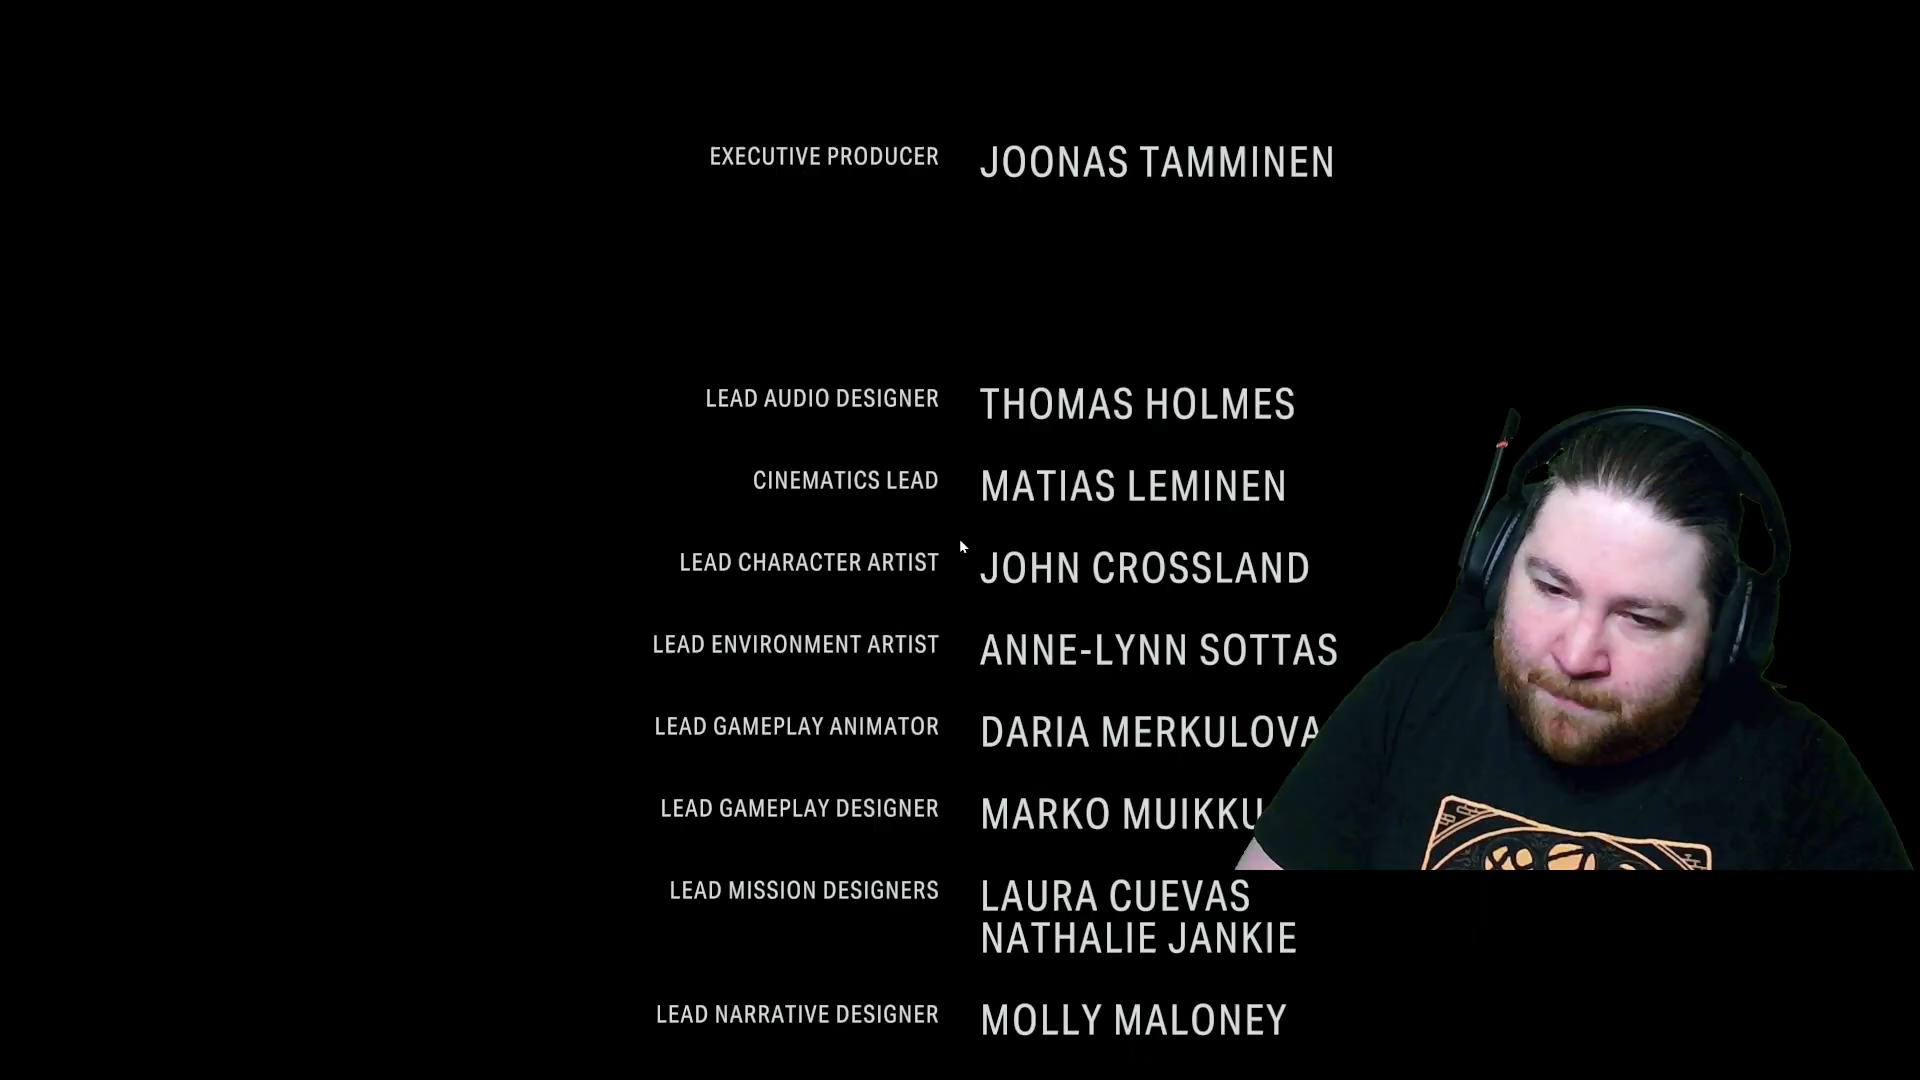 EXECUTIVE PRODUCER JOONAS TAMMINEN
LEAD AUDIO DESIGNER THOMAS HOLMES
CINEMATICS LEAD MATIAS LEMINEN
LEAD CHARACTER ARTIST JOHN CROSSLAND
LEAD ENVIRONMENT ARTIST ANNE-LYNN SOTTAS
LEAD GAMEPLAY ANIMATOR DARIA MERKULOVA
LEAD GAMEPLAY DESIGNER MARKO MUIKKU
LEAD MISSION DESIGNERS LAURA CUEVAS
NATHALIE JANKIE
LEAD NARRATIVE DESIGNER MOLLY MALONEY